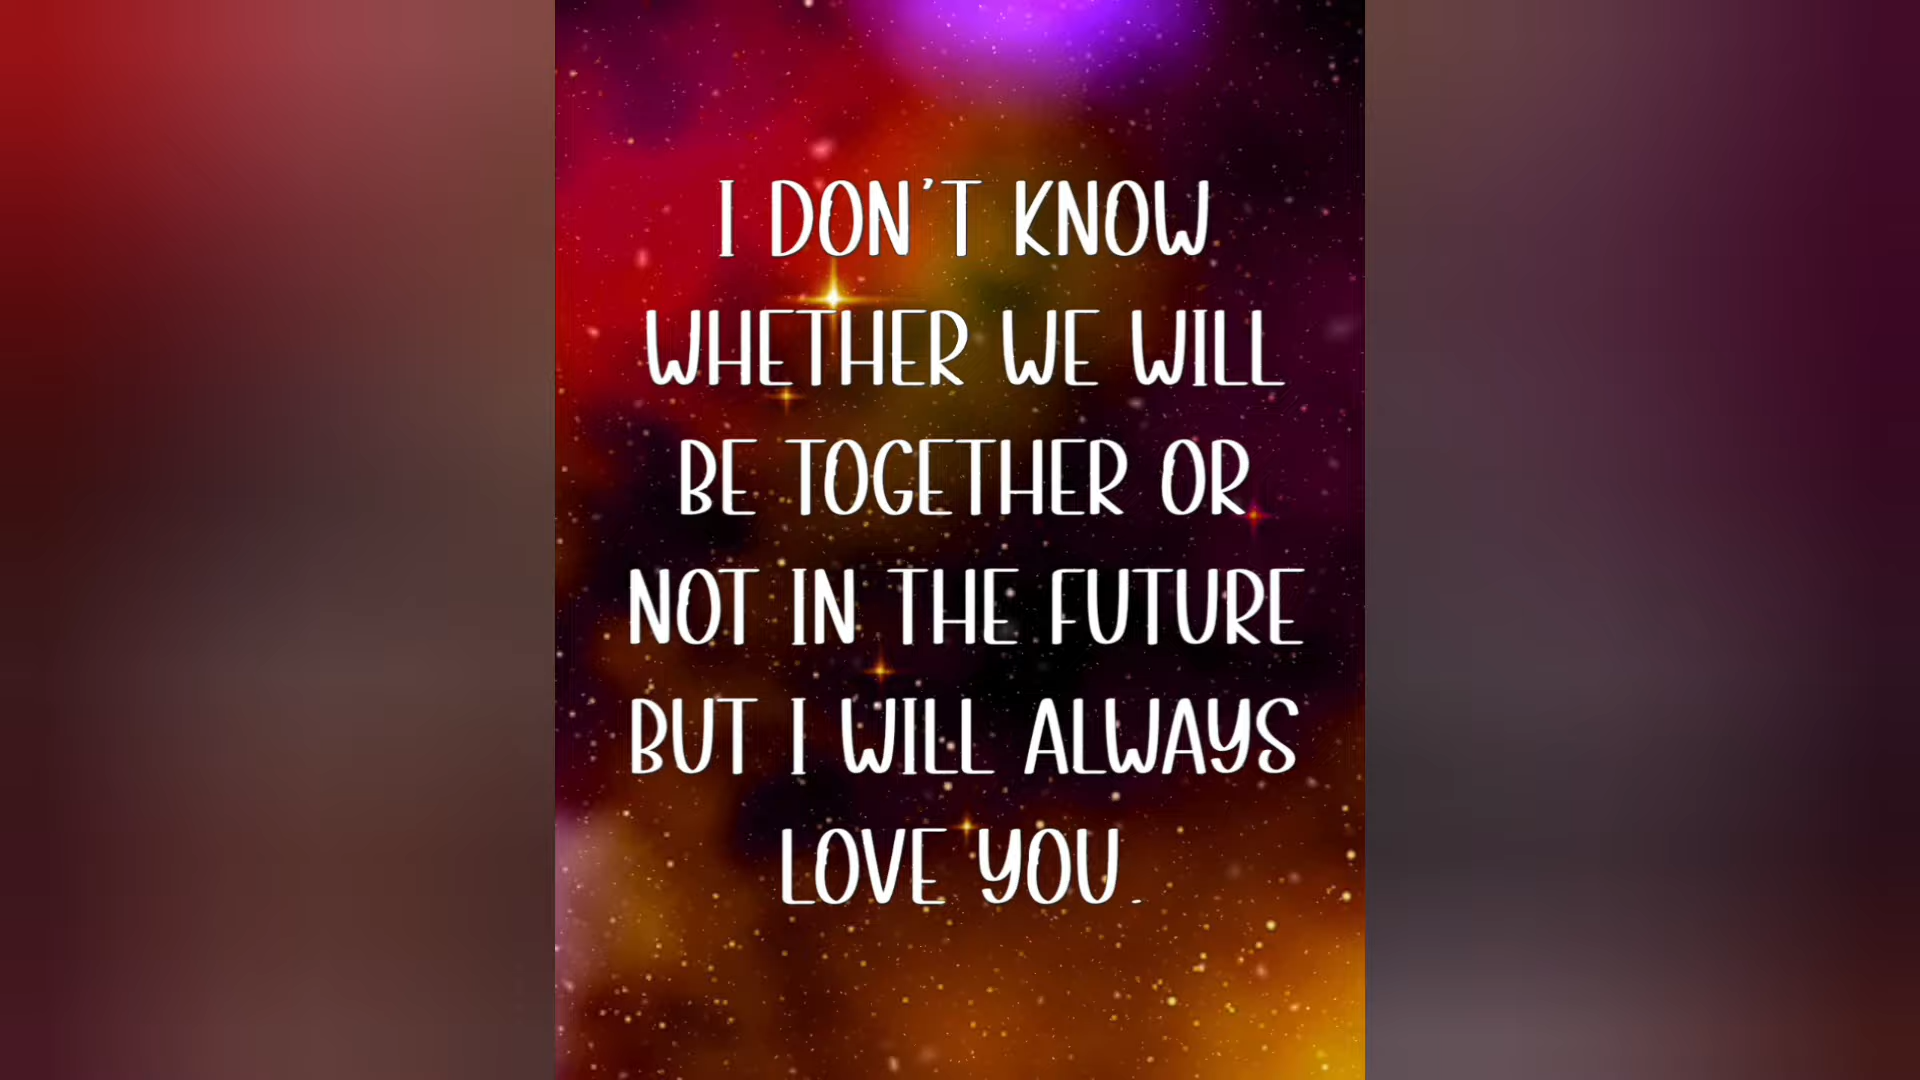 I DON'T KNOW
WHETHER WE WILL
BE TOGETHER OR
NOT IN THE FUTURE
BUT I WILL ALWAYS
LOVE YOU.